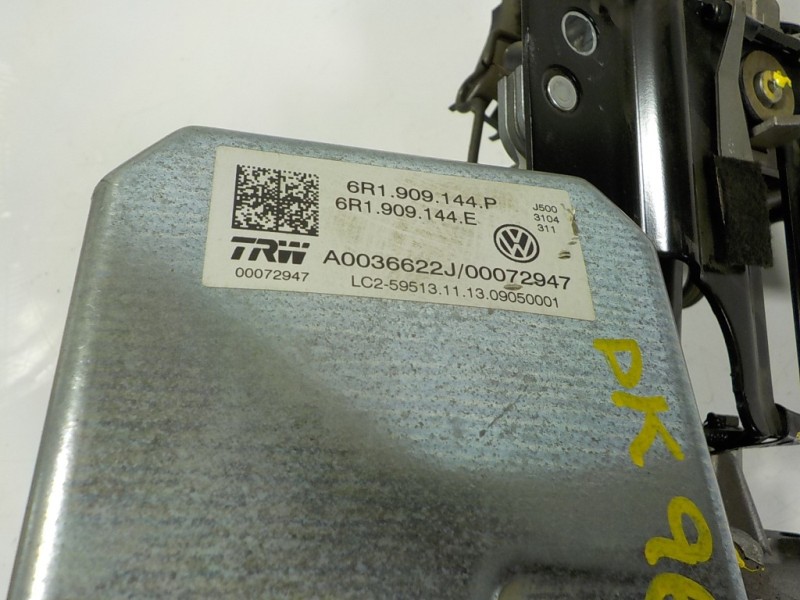 6R1.909.144.P
6R1.909.144.E
J500
3104
311
TRW
A0036622J/00072947
00072947
LC2-59513.11.13.09050001
PK